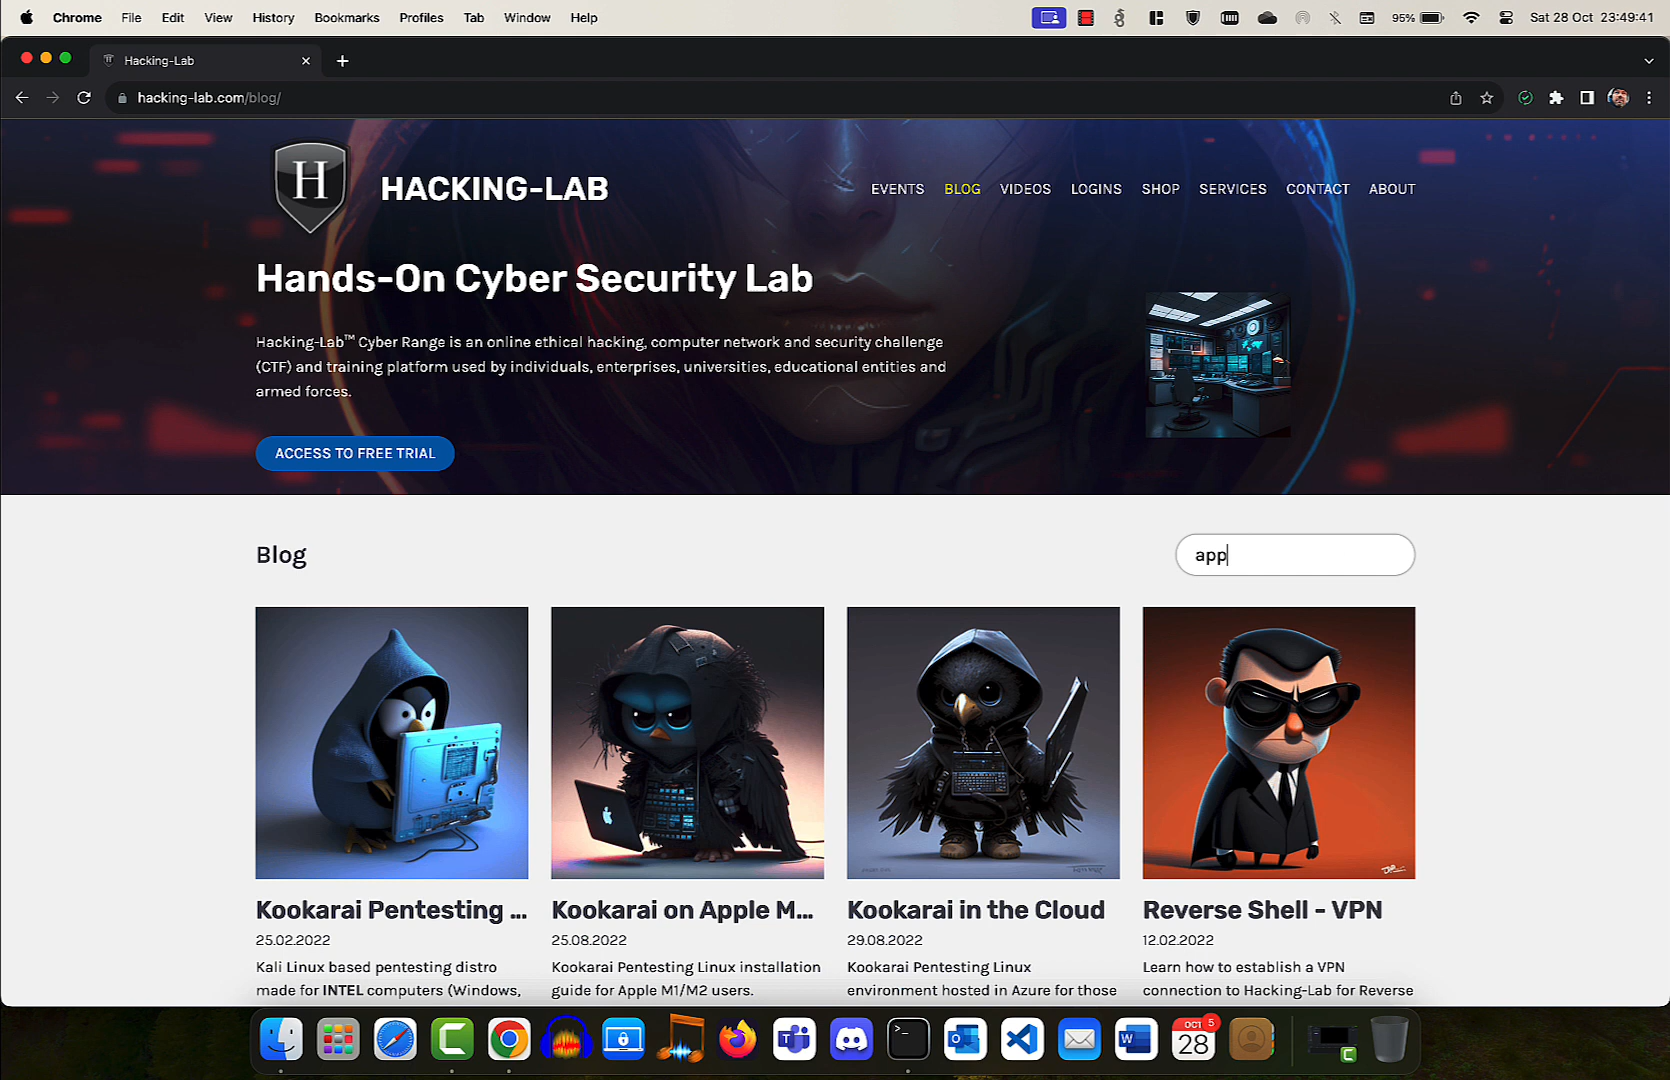 Chrome File Edit View History Bookmarks Profiles Tab Window Help 95% Sat 28 Oct 23:49:41
Hacking-Lab
hacking-lab.com/blog/
H HACKING-LAB EVENTS BLOG VIDEOS LOGINS SHOP SERVICES CONTACT ABOUT
Hands-On Cyber Security Lab
Hacking-Lab™ Cyber Range is an online ethical hacking, computer network and security challenge
(CTF) and training platform used by individuals, enterprises, universities, educational entities and
armed forces.
ACCESS TO FREE TRIAL
Blog
app
Kookarai Pentesting ...
25.02.2022
Kali Linux based pentesting distro
made for INTEL computers (Windows,
Kookarai on Apple M...
25.08.2022
Kookarai Pentesting Linux installation
guide for Apple M1/M2 users.
Kookarai in the Cloud
29.08.2022
Kookarai Pentesting Linux
environment hosted in Azure for those
Reverse Shell - VPN
12.02.2022
Learn how to establish a VPN
connection to Hacking-Lab for Reverse
OCT 5
28